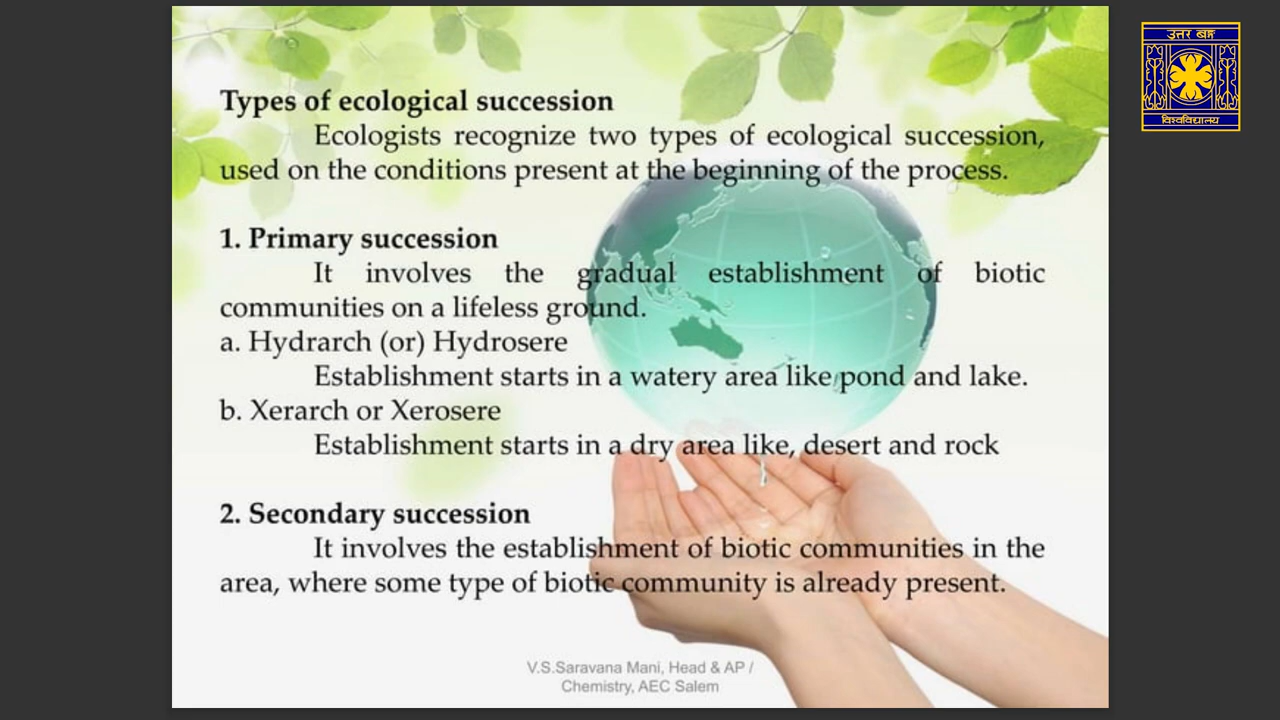 Types of ecological succession
Ecologists recognize two types of ecological succession,
used on the conditions present at the beginning of the process.
1. Primary succession
It involves the gradual establishment of biotic
communities on a lifeless ground.
a. Hydrarch (or) Hydrosere
Establishment starts in a watery area like pond and lake.
b. Xerarch or Xerosere
Establishment starts in a dry area like, desert and rock
2. Secondary succession
It involves the establishment of biotic communities in the
area, where some type of biotic community is already present.
V.S.Saravana Mani, Head & AP /
Chemistry, AEC Salem
उत्तर बङ्ग
विश्वविद्यालय